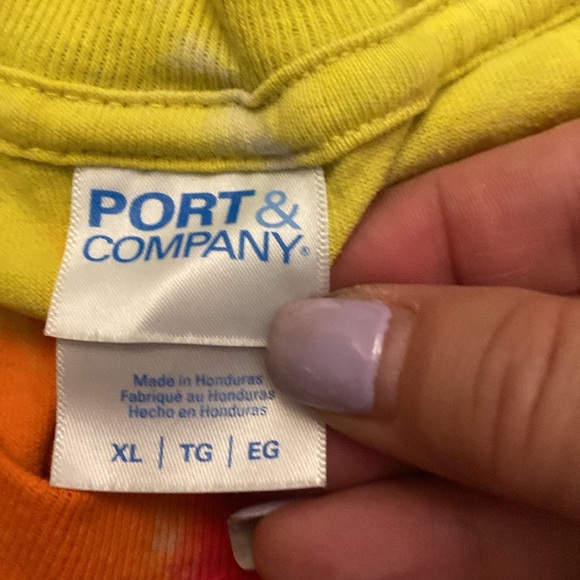 PORT &
COMPANY®
Made in Honduras
Fabriqué au Honduras
Hecho en Honduras
XL | TG | EG